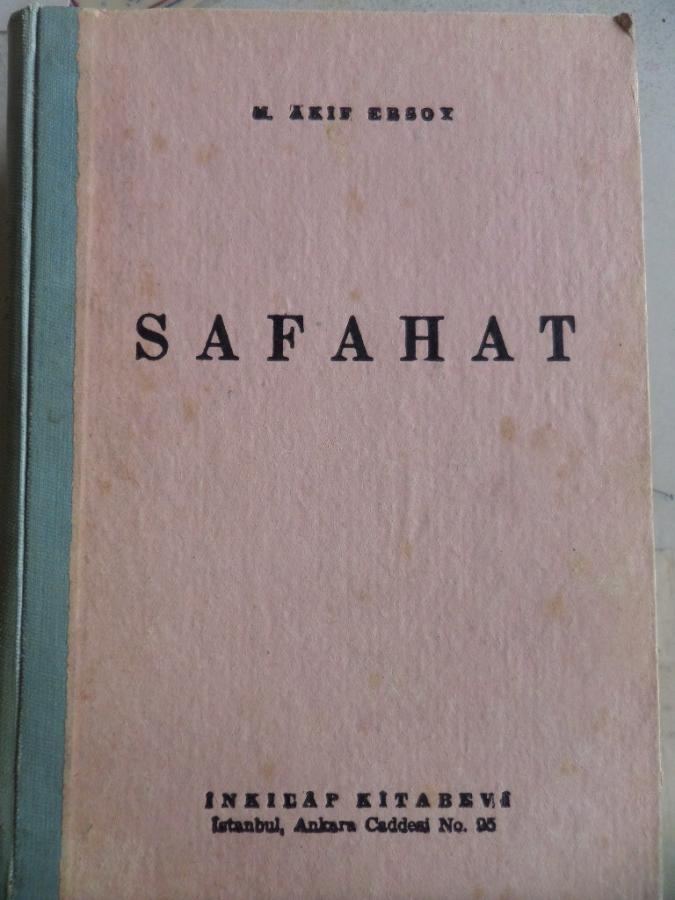 M. ÂKİF ERSOY
SAFAHAT
İNKILÂP KİTABEVİ
İstanbul, Ankara Caddesi No. 95